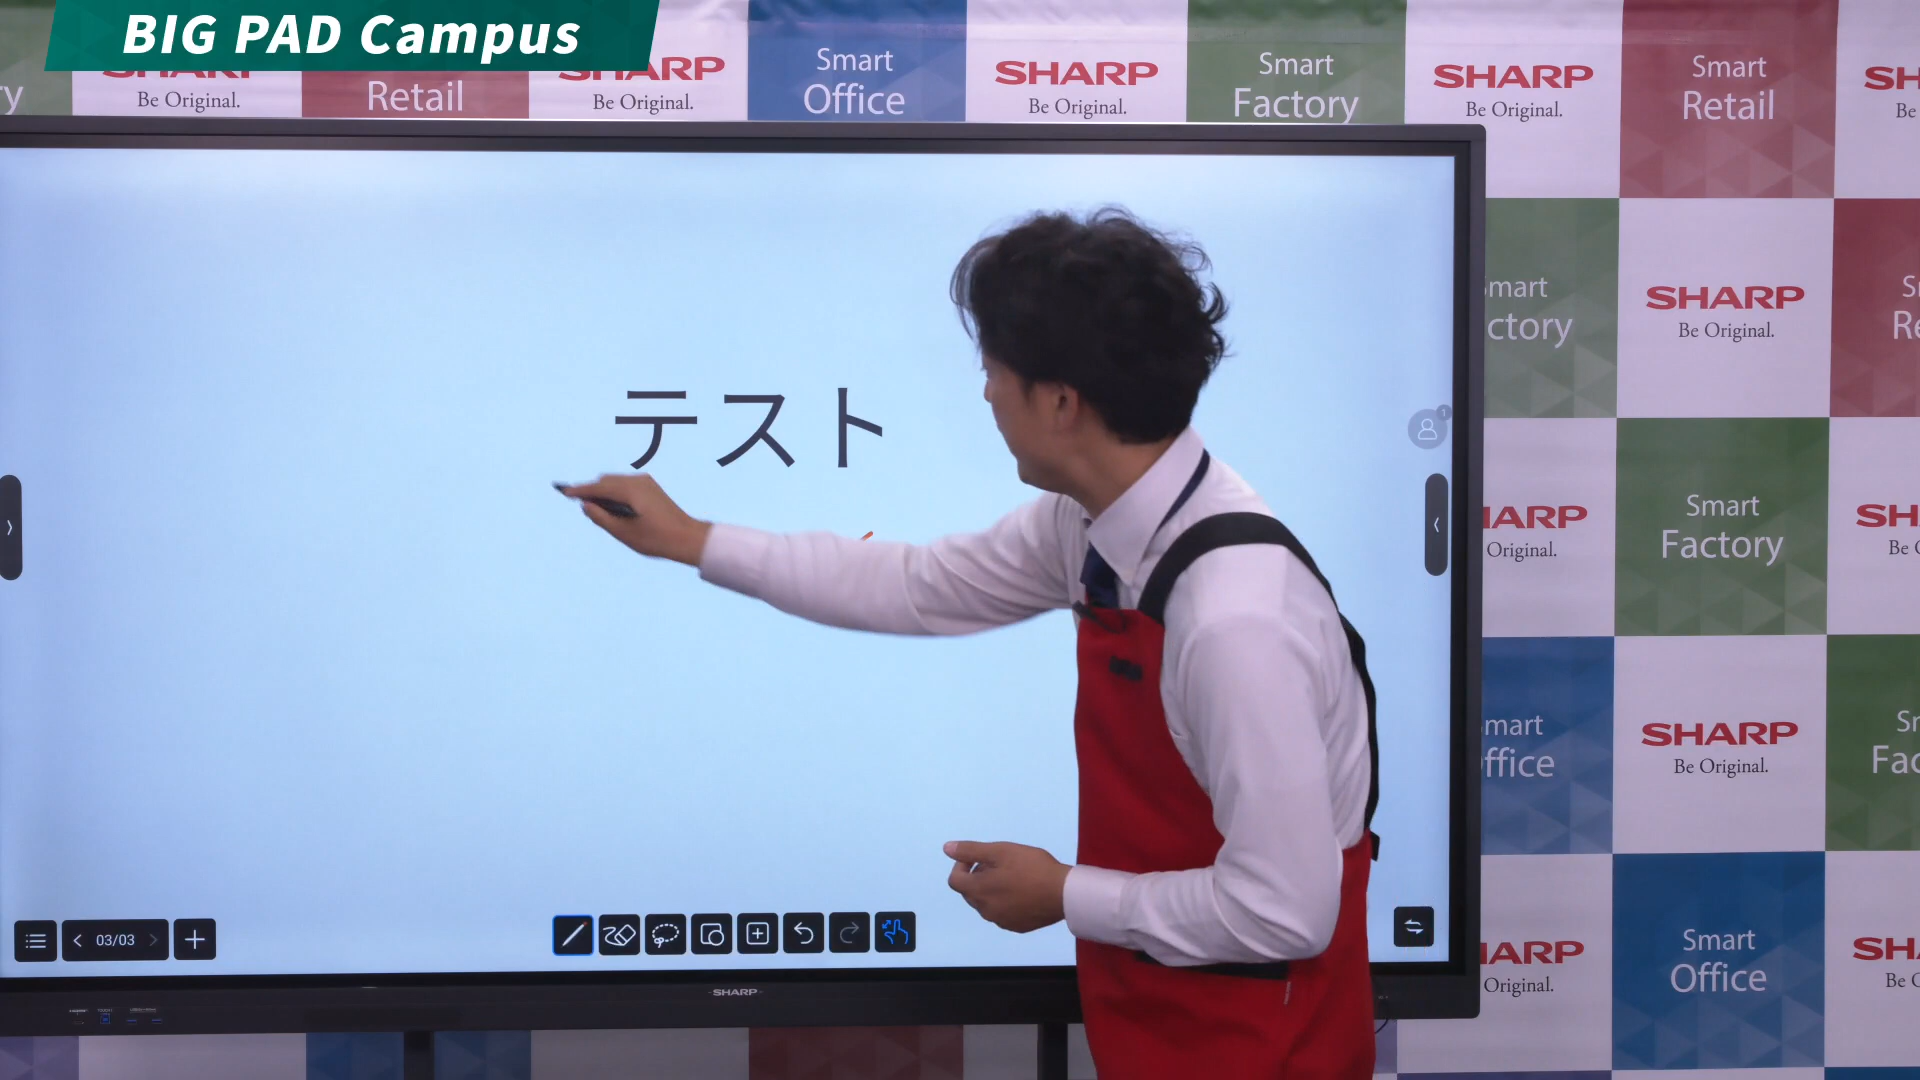 BIG PAD Campus
Be Original.
Retail
SHARP
Be Original.
Smart
Office
SHARP
Be Original.
Smart
Factory
SHARP
Be Original.
Smart
Retail
テスト
SHARP
Be Original.
Smart
Factory
SHARP
Be Original.
Smart
Office
Original.
Original.
03/03
SHARP
1